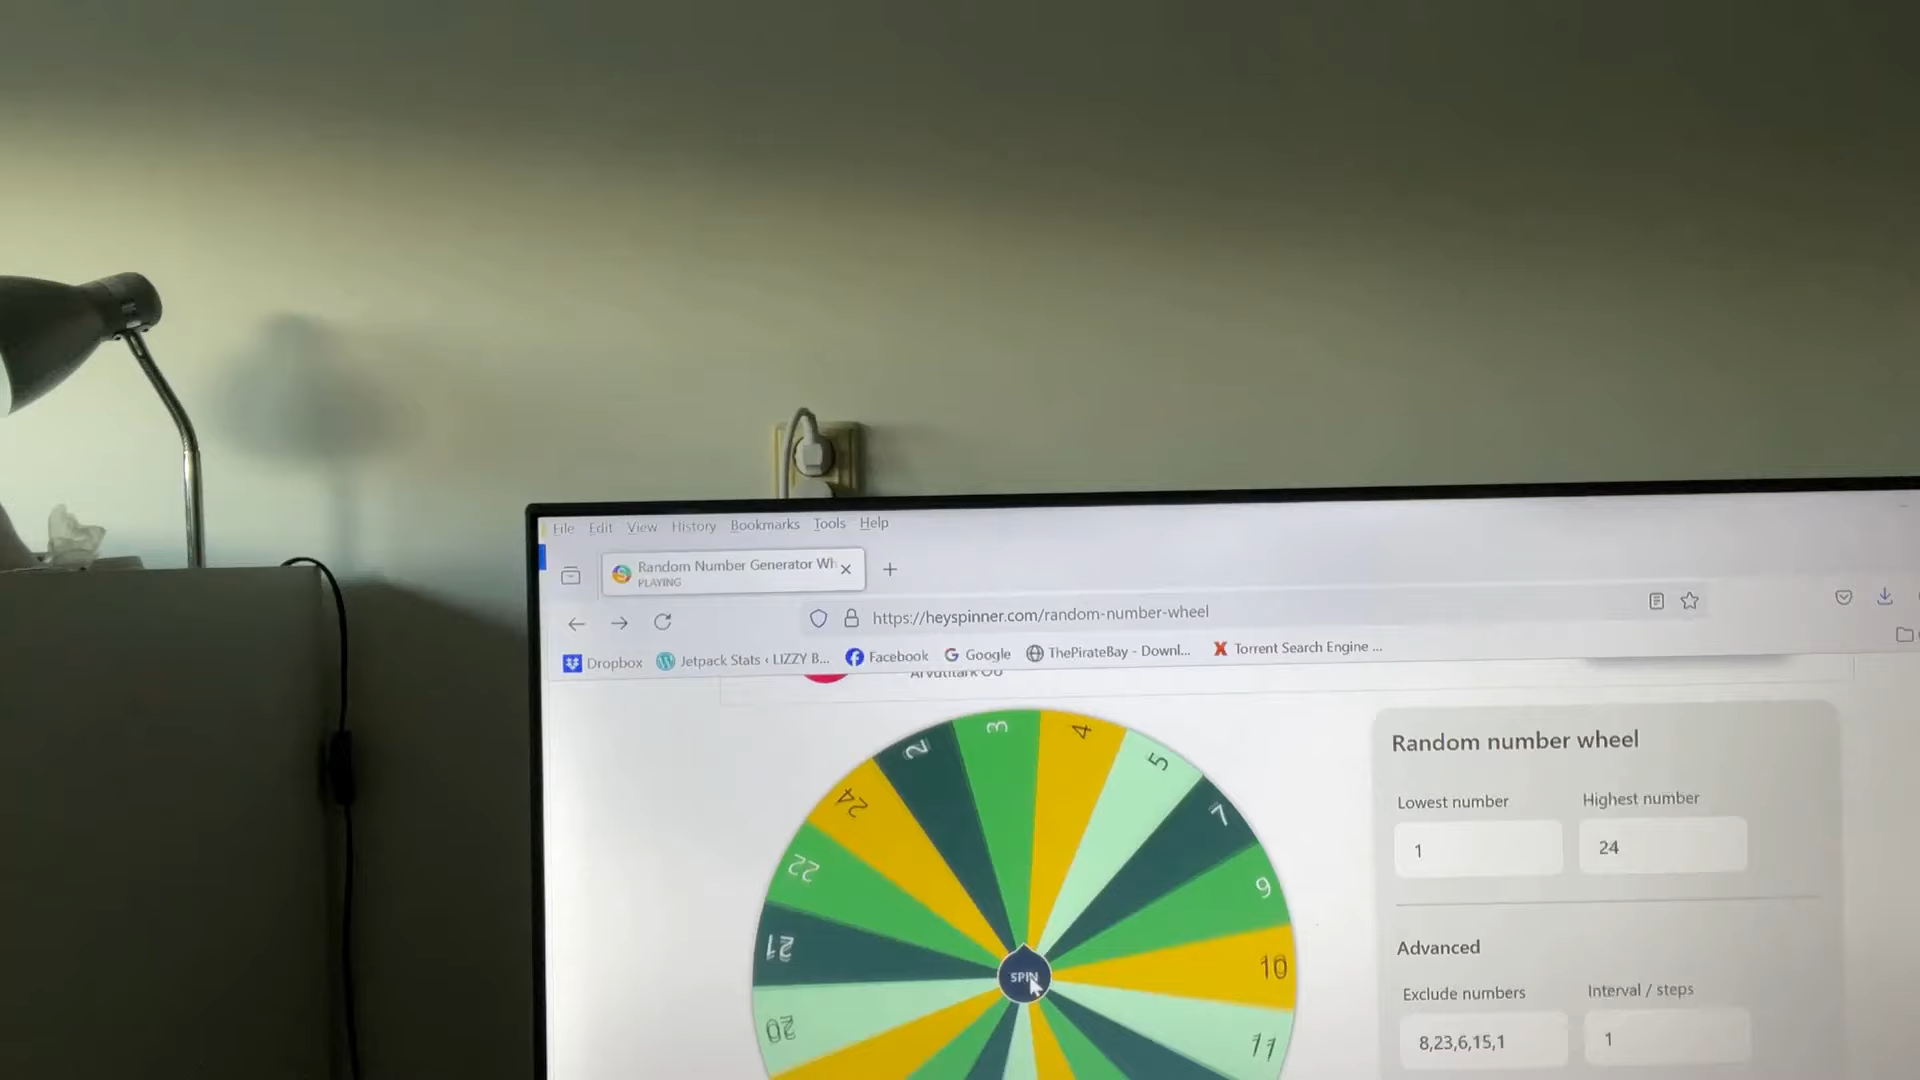 File Edit View History Bookmarks Tools Help
Random Number Generator Wh
PLAYING
https://heyspinner.com/random-number-wheel
Dropbox Jetpack Stats ‹ LIZZY B... Facebook G Google ThePirateBay - Downl... X Torrent Search Engine ...
2 3 4 5 7 9 10 11
24 22 21 20
SPIN
Random number wheel
Lowest number Highest number
1 24
Advanced
Exclude numbers Interval / steps
8,23,6,15,1 1